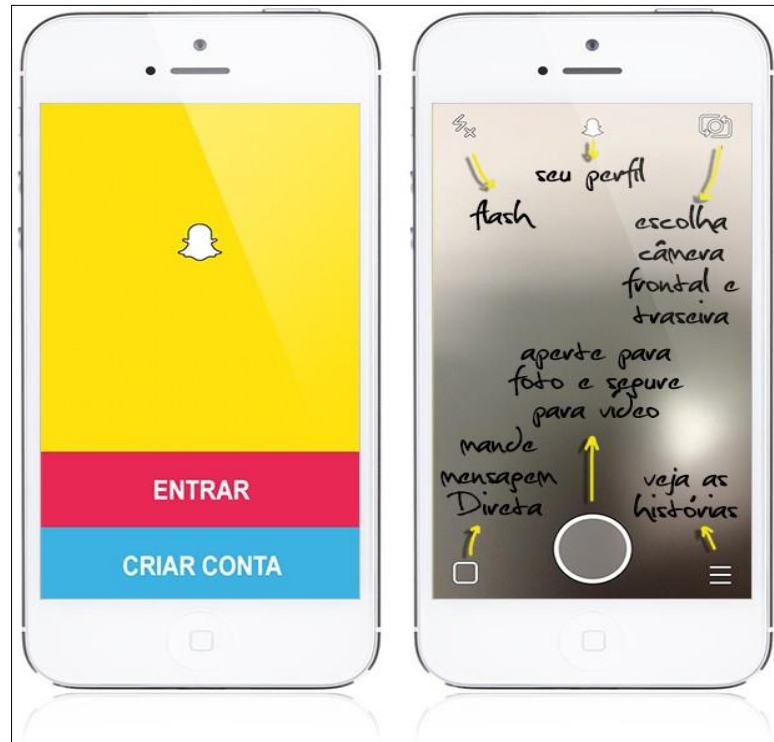 ENTRAR
CRIAR CONTA
seu perfil
flash
escolha
câmera
frontal e
traseira
aperte para
foto e segure
para vídeo
mande
mensagem
Direta
veja as
histórias